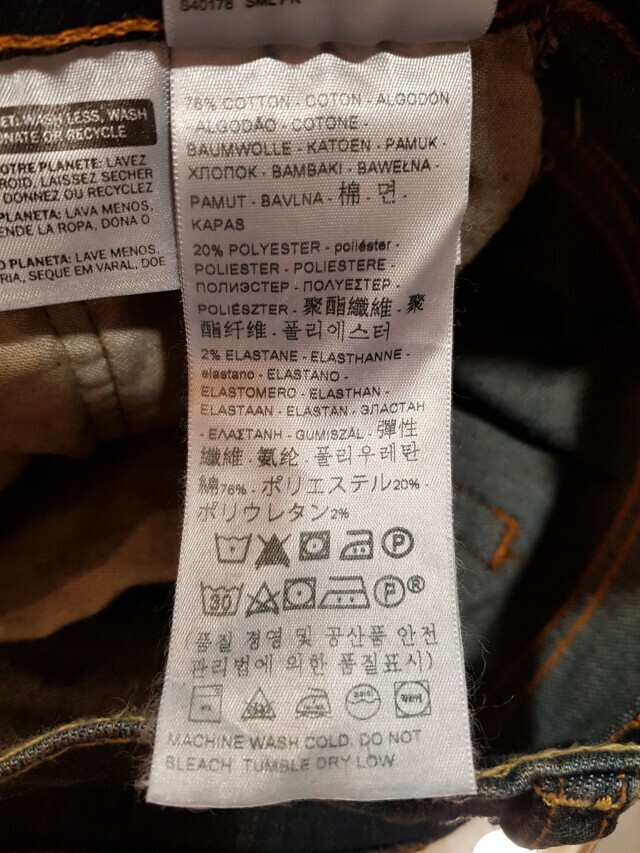 S40178 SMLYK
ET: WASH LESS, WASH
ONATE OR RECYCLE
OTRE PLANETE: LAVEZ
ROID, LAISSEZ SECHER
DONNEZ OU RECYCLEZ
PLANETA: LAVA MENOS,
ENDE LA ROPA, DONA O
O PLANETA: LAVE MENOS,
RIA, SEQUE EM VARAL, DOE
78% COTTON - COTON - ALGODÓN
- ALGODÃO - COTONE -
BAUMWOLLE - KATOEN - PAMUK -
ХЛОПОК - ΒΑΜΒΑΚΙ - BAWEŁNA -
PAMUT - BAVLNA - 棉 - 면 -
KAPAS
20% POLYESTER - poliéster -
POLIESTER - POLIESTERE -
ПОЛИЭСТЕР - ΠΟΛΥΕΣΤΕΡ -
POLIÉSZTER - 聚酯纖維 - 聚
酯纤维 - 폴리에스터
2% ELASTANE - ELASTHANNE -
elastano - ELASTANO -
ELASTOMERO - ELASTHAN -
ELASTAAN - ELASTAN - ЭЛАСТАН
- ΕΛΑΣΤΑΝΗ - GUMISZÁL - 彈性
纖維 - 氨纶 - 폴리우레탄
綿78% - ポリエステル20% -
ポリウレタン2%
P
30 F®
(품질 경영 및 공산품 안전
관리법에 의한 품질표시)
MACHINE WASH COLD. DO NOT
BLEACH. TUMBLE DRY LOW.